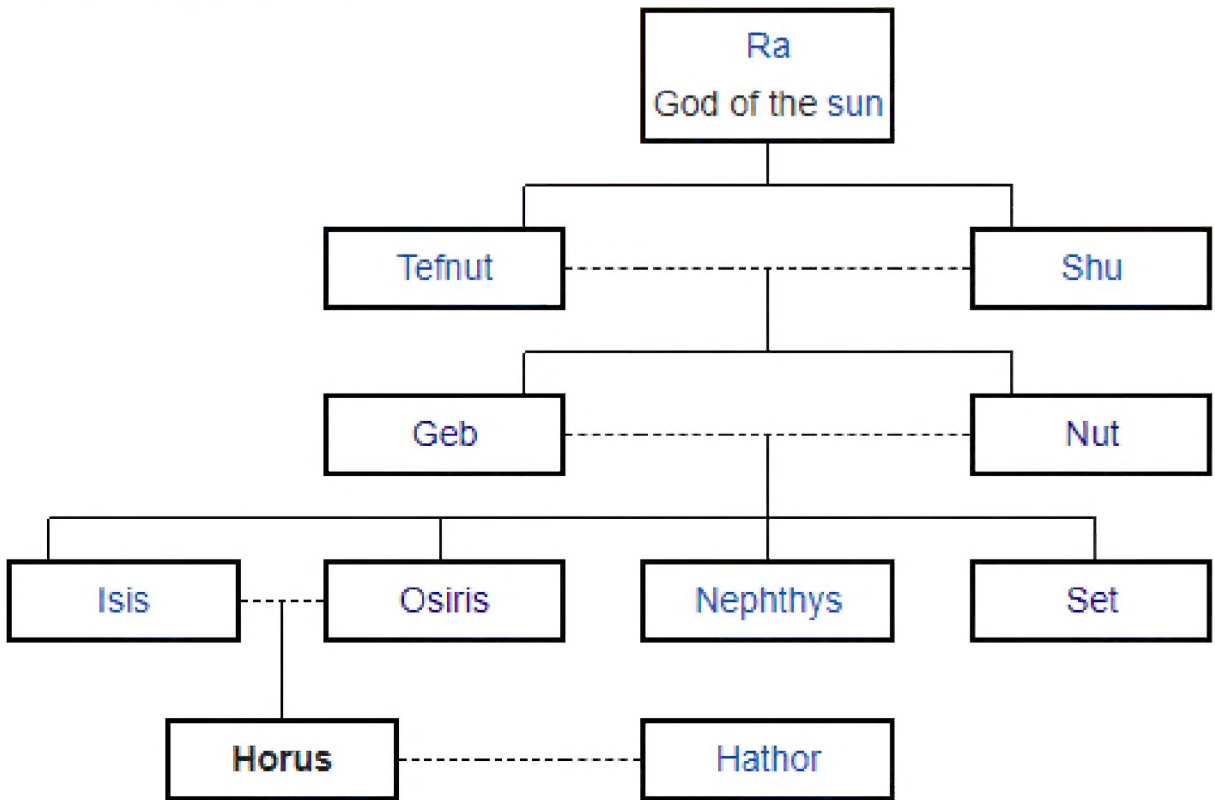 Ra
God of the sun
Tefnut
Shu
Geb
Nut
Isis
Osiris
Nephthys
Set
Horus
Hathor